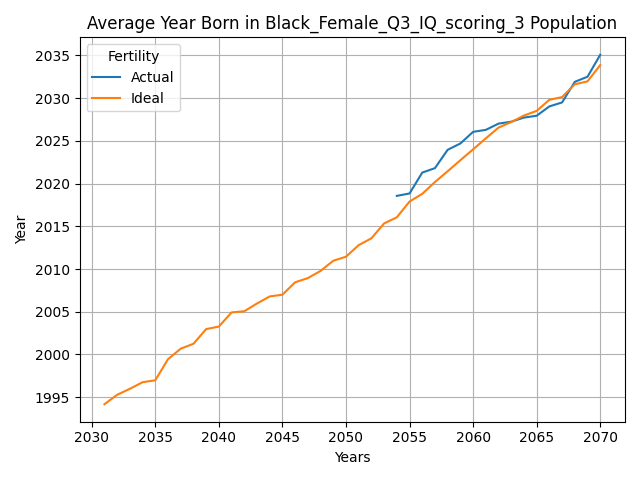 Average Year Born in Black_Female_Q3_IQ_scoring_3 Population
Fertility
Actual
Ideal
Year
2035
2030
2025
2020
2015
2010
2005
2000
1995
2030 2035 2040 2045 2050 2055 2060 2065 2070
Years